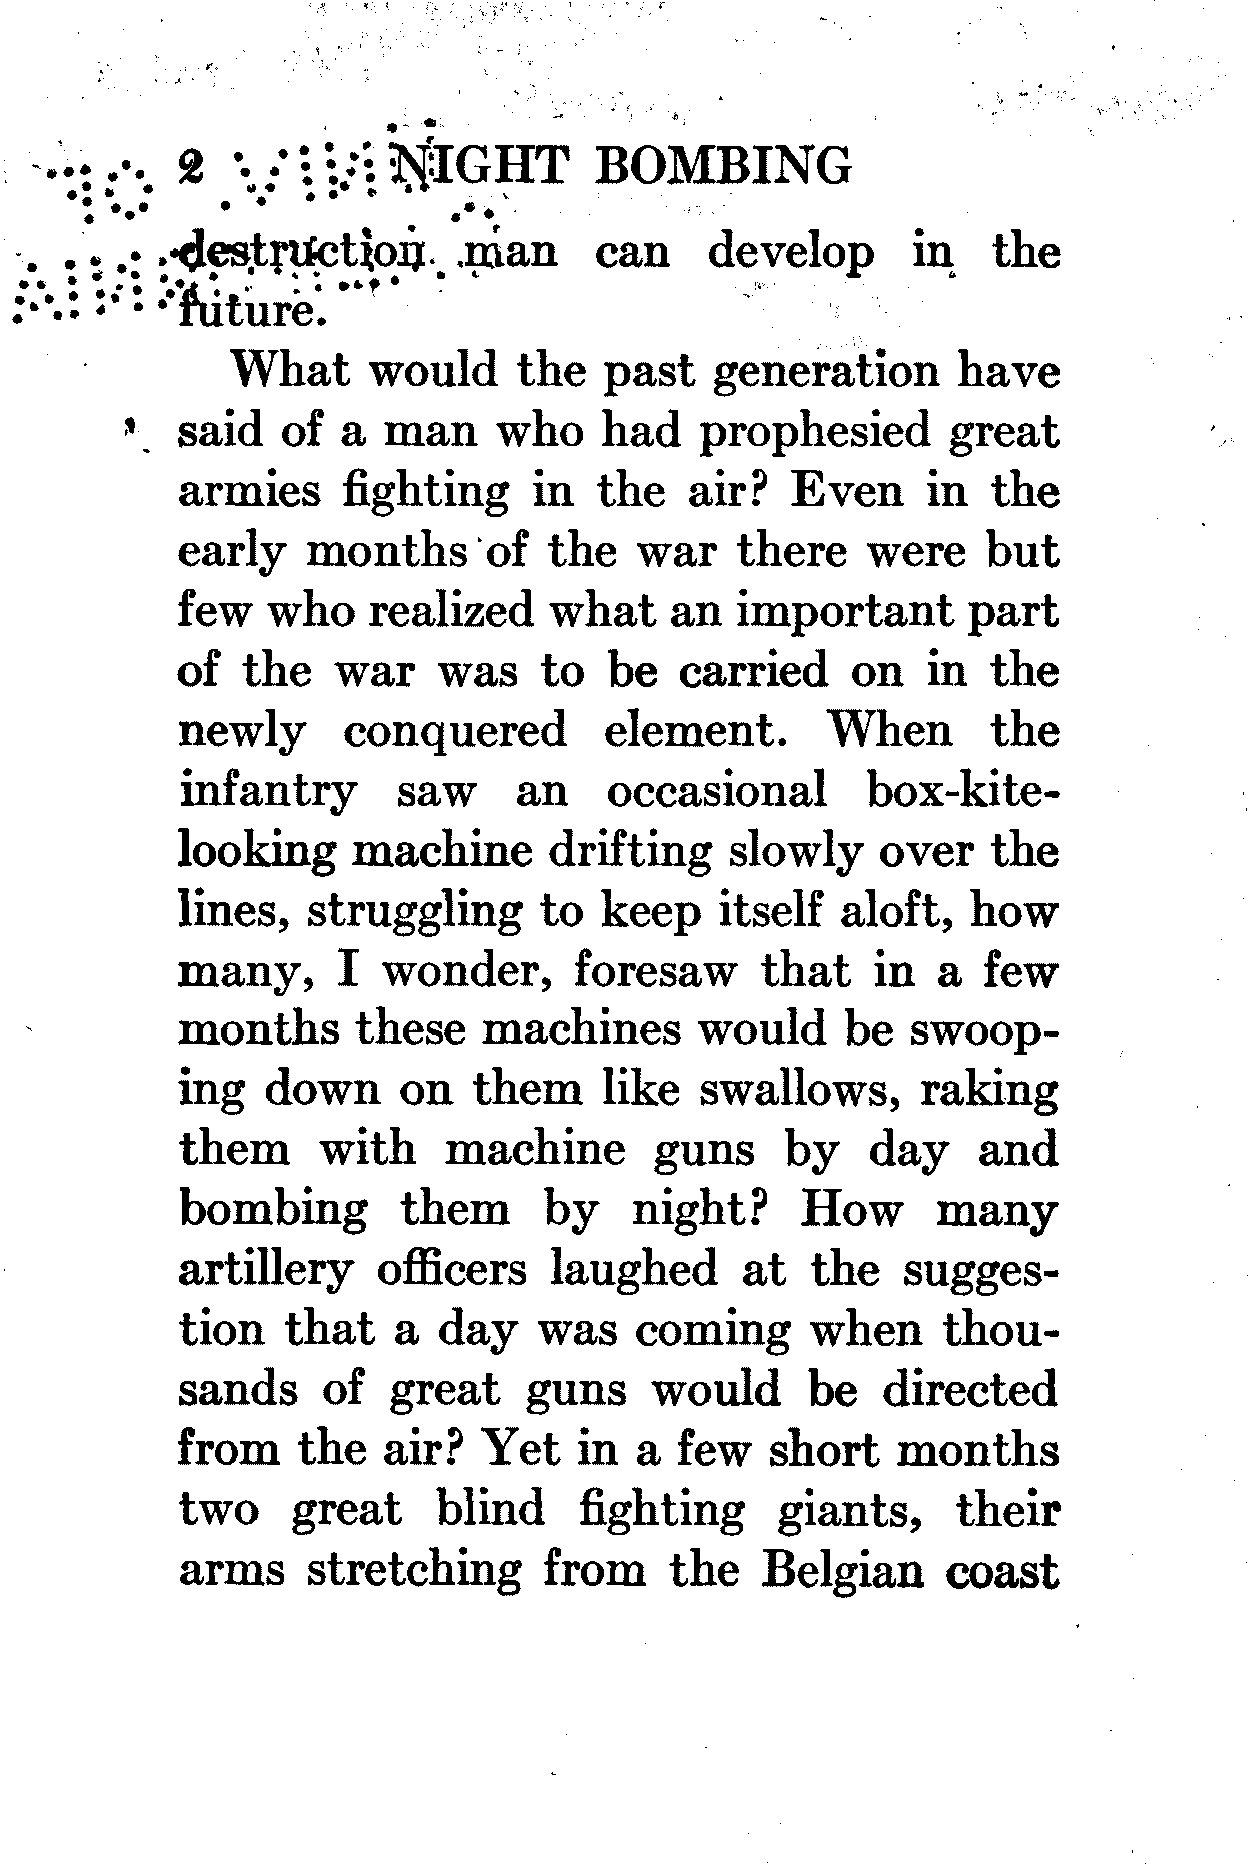 2 NIGHT BOMBING
destruction man can develop in the
future.
What would the past generation have
said of a man who had prophesied great
armies fighting in the air? Even in the
early months of the war there were but
few who realized what an important part
of the war was to be carried on in the
newly conquered element. When the
infantry saw an occasional box-kite-
looking machine drifting slowly over the
lines, struggling to keep itself aloft, how
many, I wonder, foresaw that in a few
months these machines would be swoop-
ing down on them like swallows, raking
them with machine guns by day and
bombing them by night? How many
artillery officers laughed at the sugges-
tion that a day was coming when thou-
sands of great guns would be directed
from the air? Yet in a few short months
two great blind fighting giants, their
arms stretching from the Belgian coast